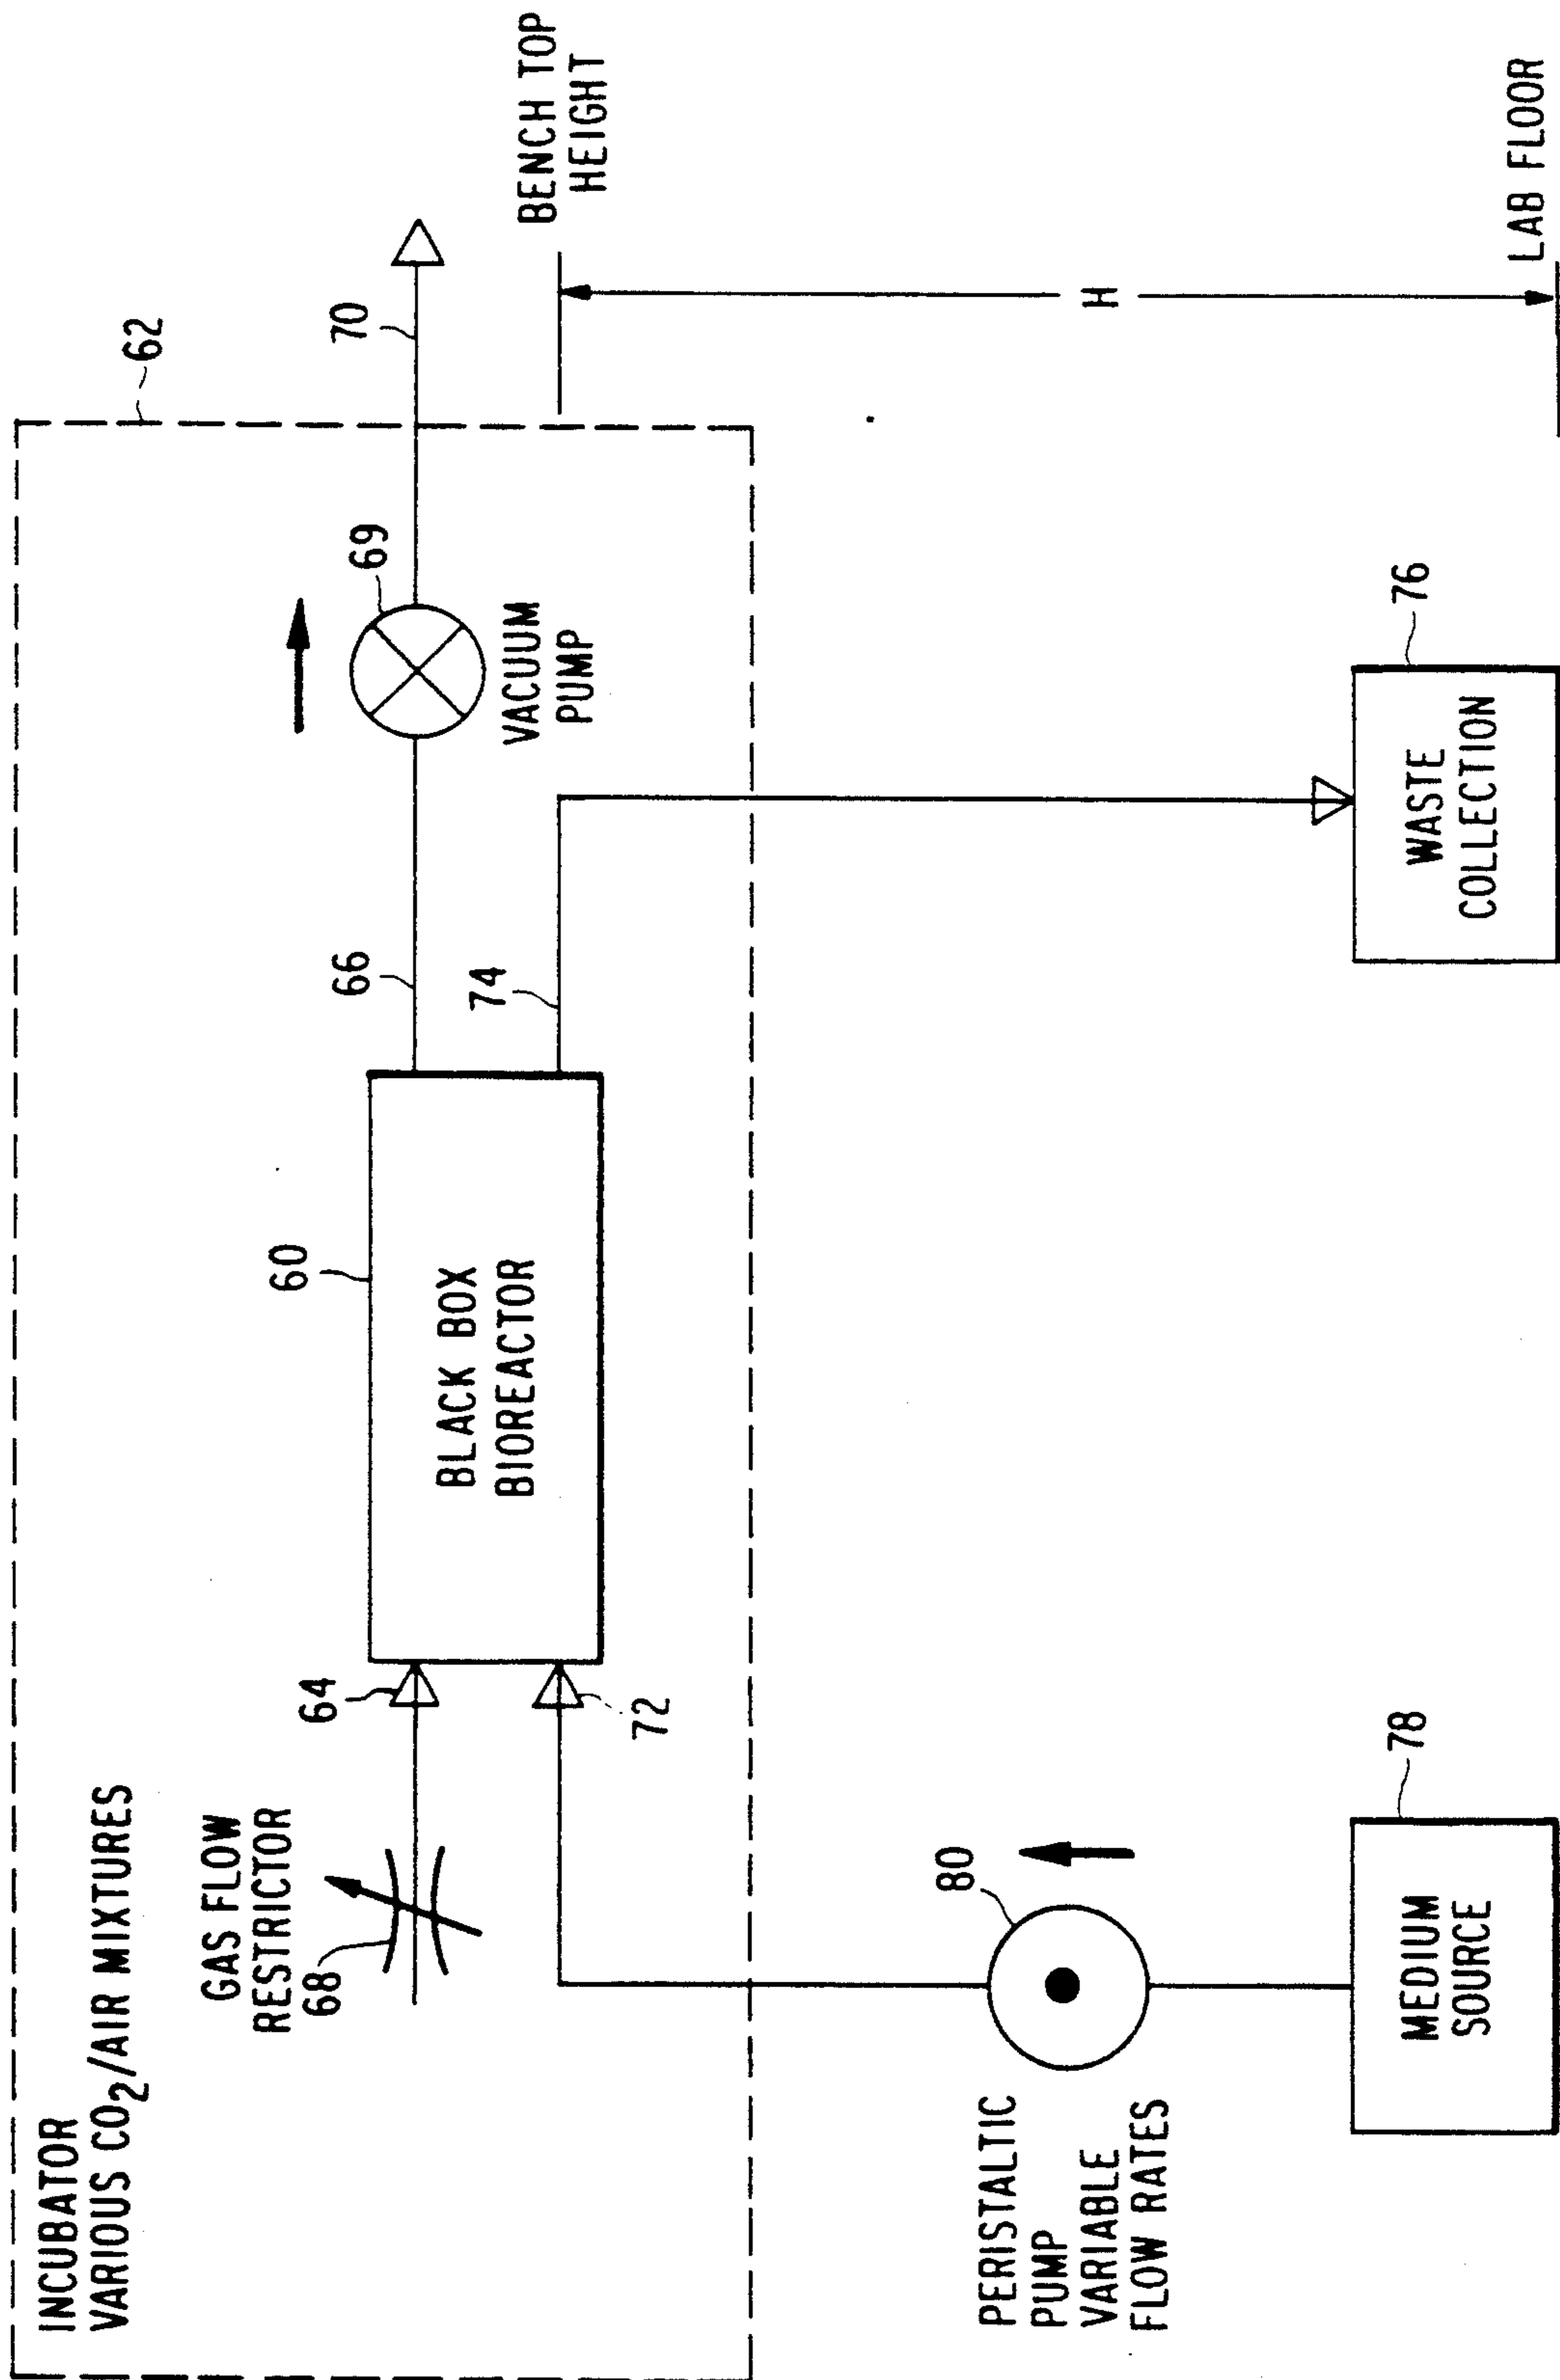 INCUBATOR
VARIOUS CO2/AIR MIXTURES
62
GAS FLOW
RESTRICTOR
68
64
60
BLACK BOX
BIOREACTOR
66
69
VACUUM
PUMP
70
72
74
BENCH TOP
HEIGHT
H
PERISTALTIC
PUMP
VARIABLE
FLOW RATES
80
78
MEDIUM
SOURCE
76
WASTE
COLLECTION
LAB FLOOR